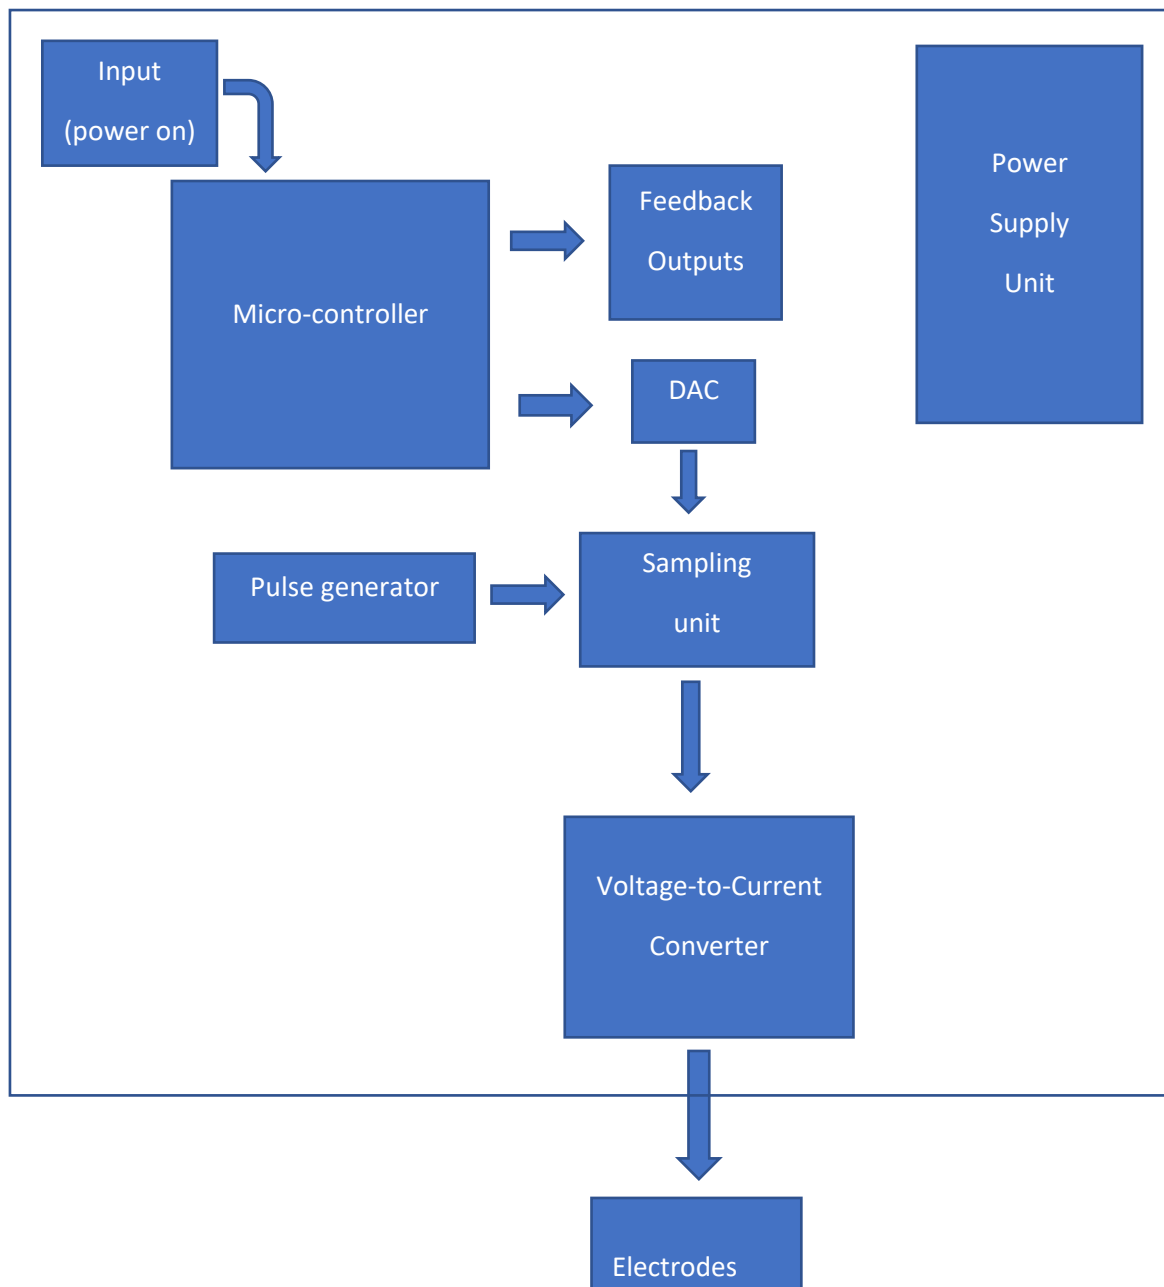 Input
(power on)
Power
Supply
Unit
Feedback
Outputs
Micro-controller
DAC
Sampling
unit
Pulse generator
Voltage-to-Current
Converter
Electrodes